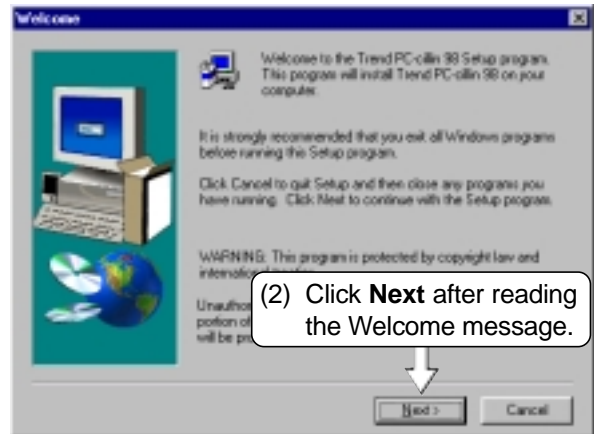 Welcome
Welcome to the Trend PC-cillin 98 Setup program.
This program will install Trend PC-cillin 98 on your
computer.
It is strongly recommended that you exit all Windows programs
before running this Setup program.
Click Cancel to quit Setup and then close any programs you
have running. Click Next to continue with the Setup program.
WARNING: This program is protected by copyright law and
international
Unauthor
portion of
will be pro
(2) Click Next after reading
the Welcome message.
Next >
Cancel